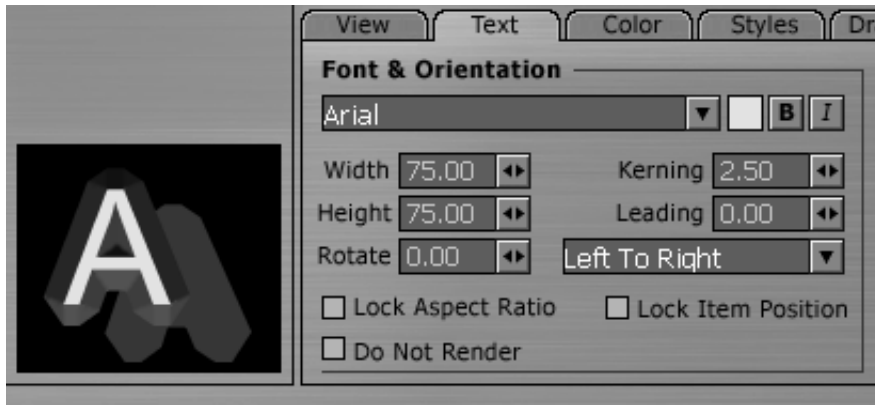 View Text Color Styles Dr
Font & Orientation
Arial B I
Width 75.00 Kerning 2.50
Height 75.00 Leading 0.00
Rotate 0.00 Left To Right
Lock Aspect Ratio Lock Item Position
Do Not Render
A